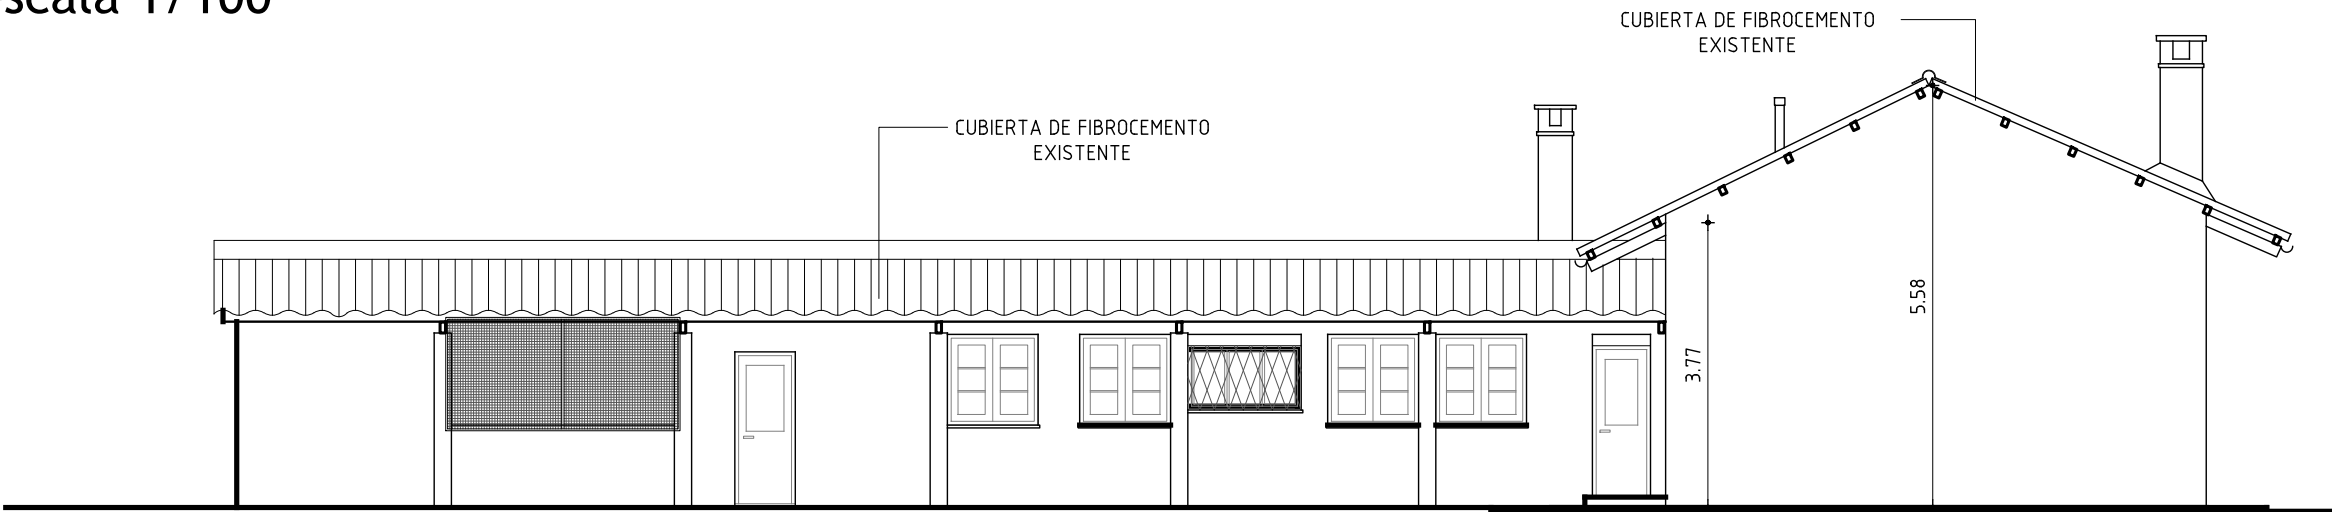 scala 1/100
CUBIERTA DE FIBROCEMENTO
EXISTENTE
CUBIERTA DE FIBROCEMENTO
EXISTENTE
5.58
3.77